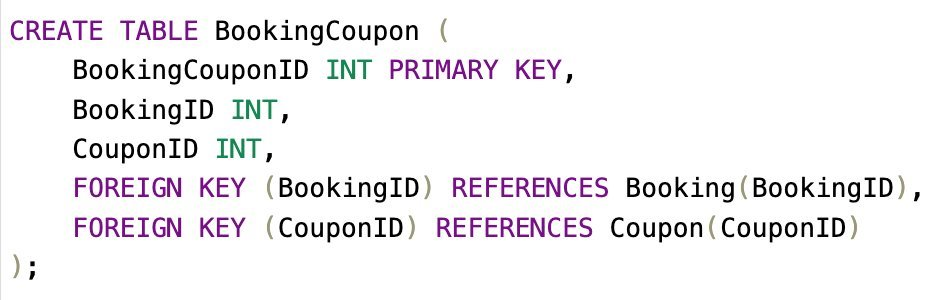 CREATE TABLE BookingCoupon (
    BookingCouponID INT PRIMARY KEY,
    BookingID INT,
    CouponID INT,
    FOREIGN KEY (BookingID) REFERENCES Booking(BookingID),
    FOREIGN KEY (CouponID) REFERENCES Coupon(CouponID)
);